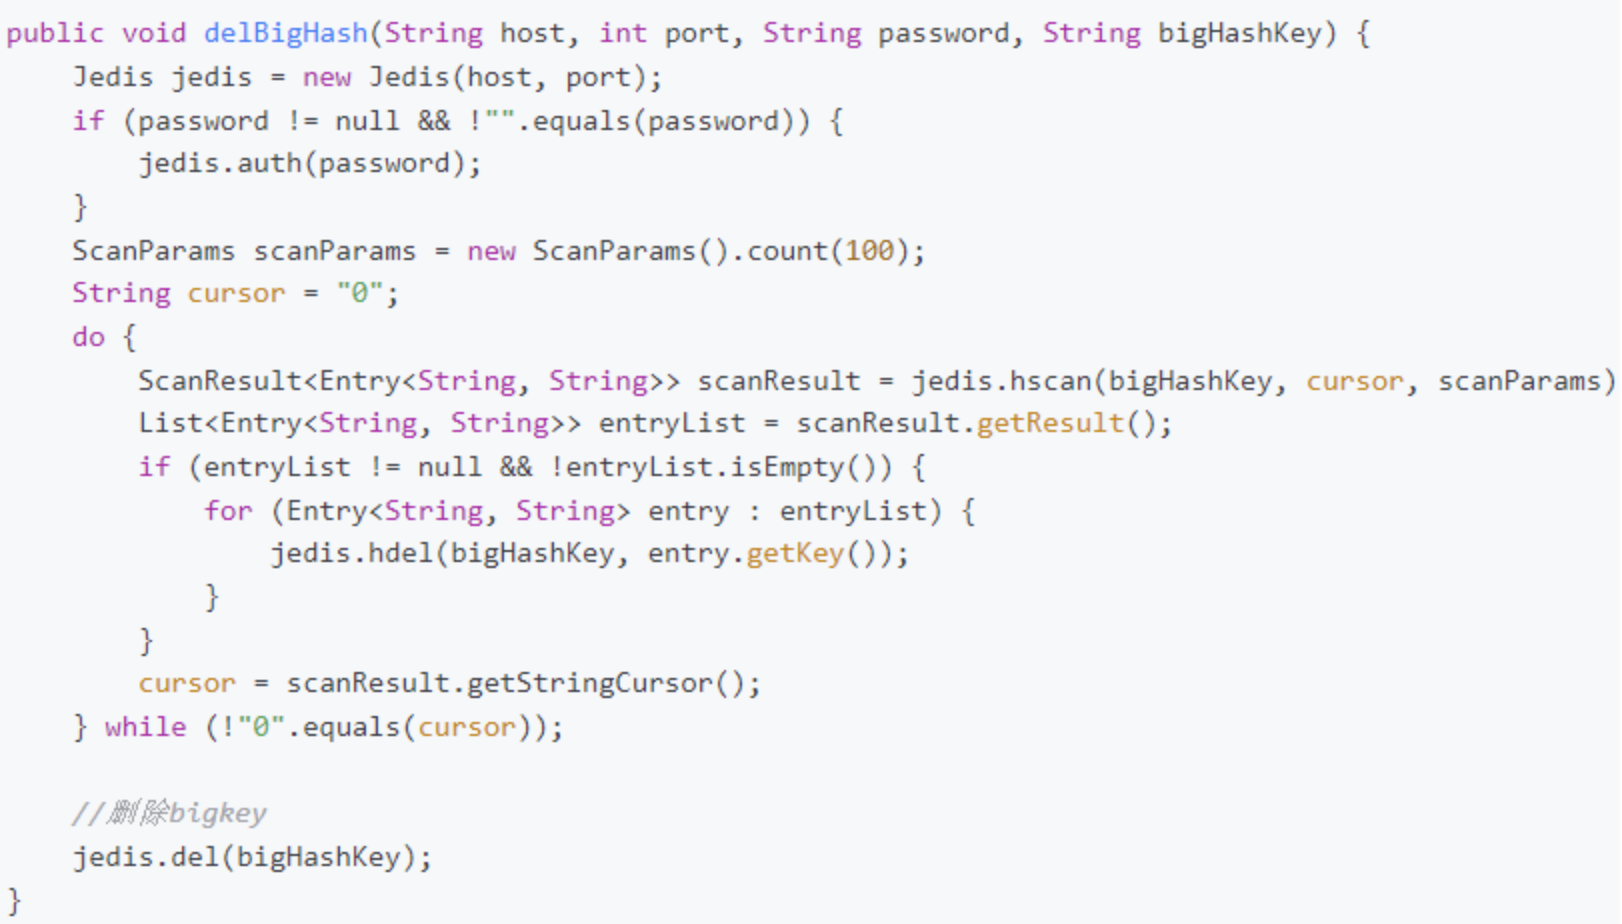 public void delBigHash(String host, int port, String password, String bigHashKey) {
    Jedis jedis = new Jedis(host, port);
    if (password != null && !"".equals(password)) {
        jedis.auth(password);
    }
    ScanParams scanParams = new ScanParams().count(100);
    String cursor = "0";
    do {
        ScanResult<Entry<String, String>> scanResult = jedis.hscan(bigHashKey, cursor, scanParams)
        List<Entry<String, String>> entryList = scanResult.getResult();
        if (entryList != null && !entryList.isEmpty()) {
            for (Entry<String, String> entry : entryList) {
                jedis.hdel(bigHashKey, entry.getKey());
            }
        }
        cursor = scanResult.getStringCursor();
    } while (!"0".equals(cursor));

    //删除bigkey
    jedis.del(bigHashKey);
}